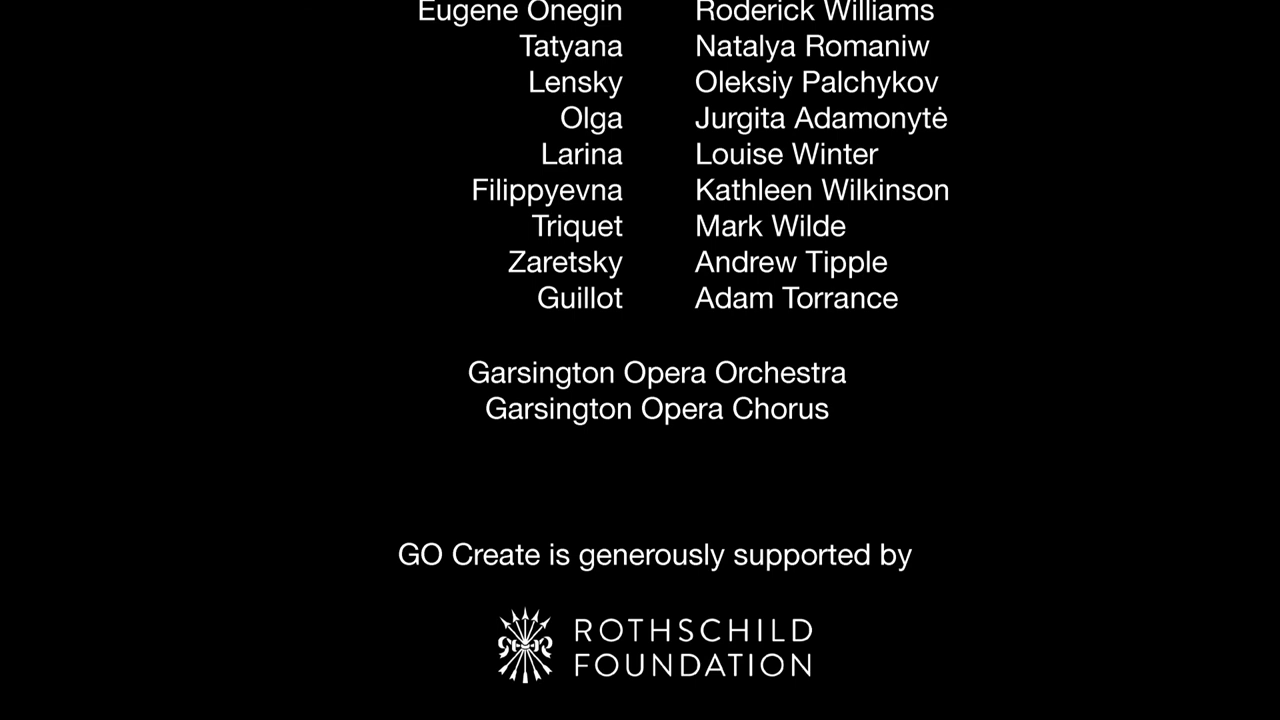 Eugene Onegin Roderick Williams
Tatyana Natalya Romaniw
Lensky Oleksiy Palchykov
Olga Jurgita Adamonytė
Larina Louise Winter
Filippyevna Kathleen Wilkinson
Triquet Mark Wilde
Zaretsky Andrew Tipple
Guillot Adam Torrance
Garsington Opera Orchestra
Garsington Opera Chorus
GO Create is generously supported by
ROTHSCHILD
FOUNDATION